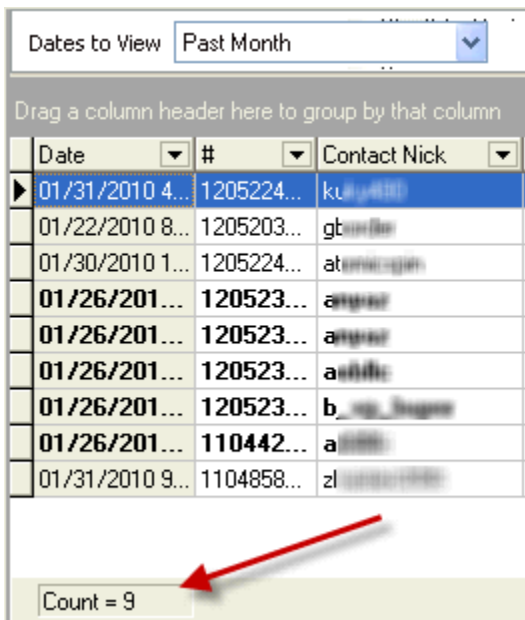 Dates to View Past Month
Drag a column header here to group by that column
Date # Contact Nick
01/31/2010 4... 1205224...
01/22/2010 8... 1205203...
01/30/2010 1... 1205224...
01/26/201... 120523...
01/26/201... 120523...
01/26/201... 120523...
01/26/201... 120523...
01/26/201... 110442...
01/31/2010 9... 1104858...
Count = 9